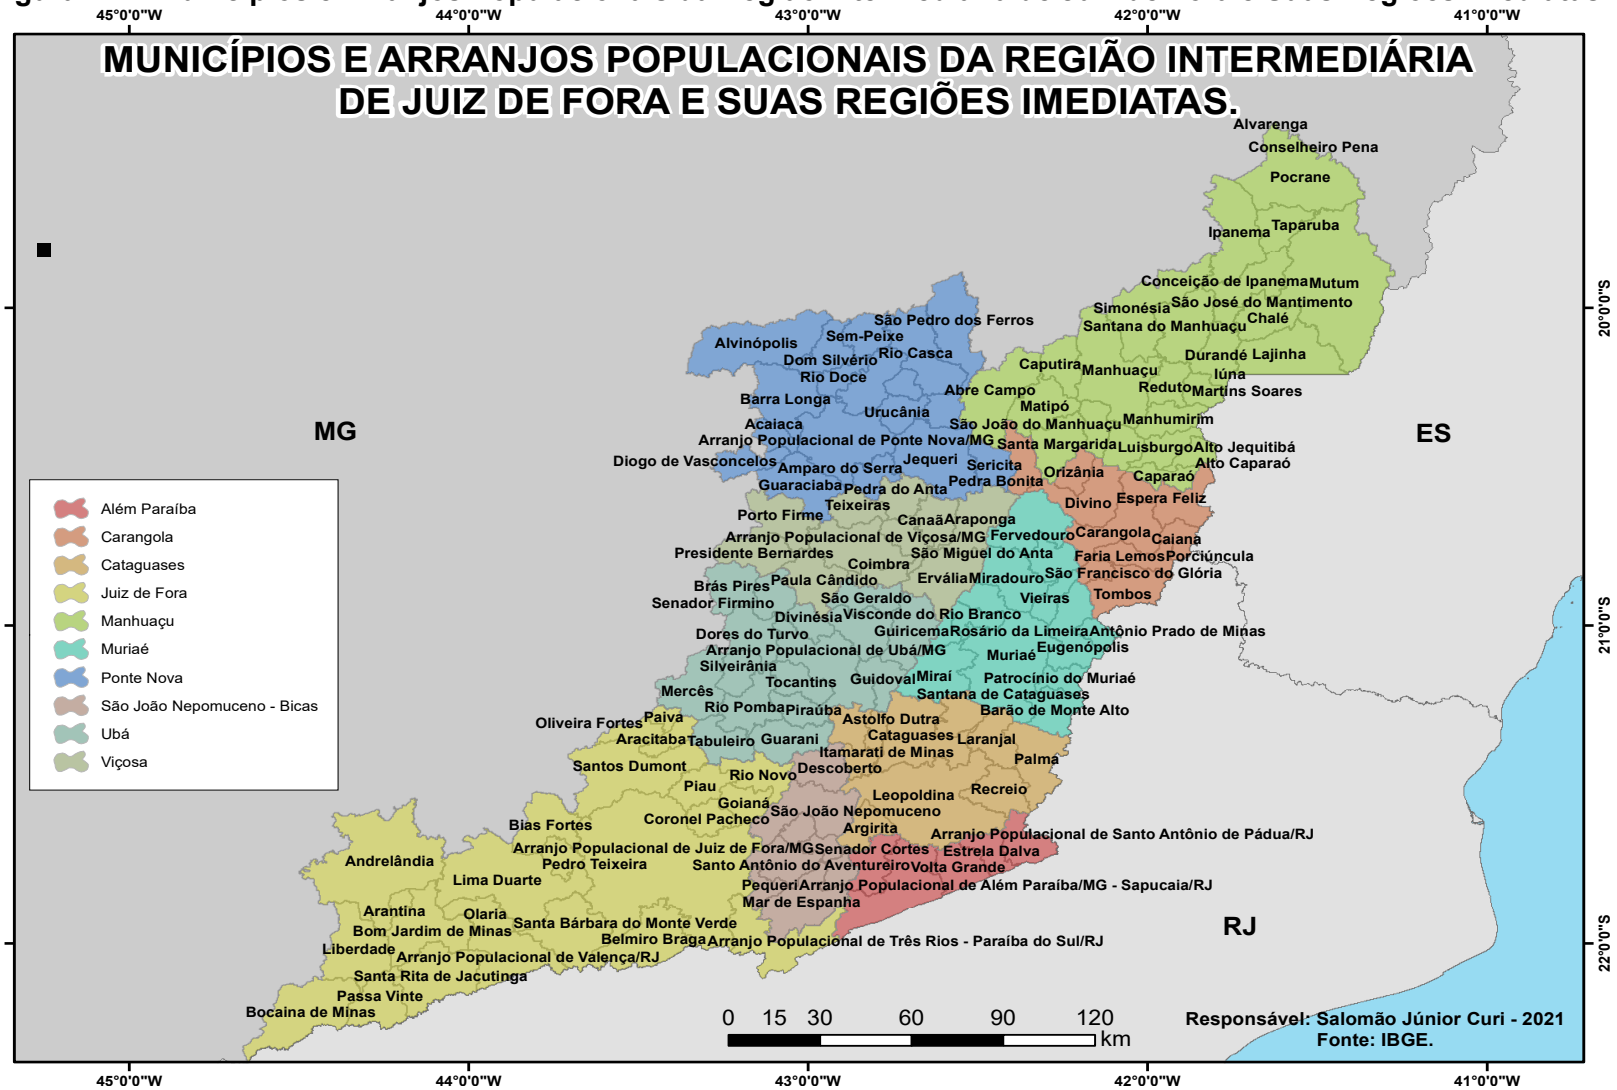 45°0'0"W 44°0'0"W 43°0'0"W 42°0'0"W 41°0'0"W
MUNICÍPIOS E ARRANJOS POPULACIONAIS DA REGIÃO INTERMEDIÁRIA
DE JUIZ DE FORA E SUAS REGIÕES IMEDIATAS.
Alvarenga
Conselheiro Pena
Pocrane
Taparuba
Ipanema
Conceição de Ipanema Mutum
São José do Mantimento
Simonésia
20°0'0"S
Chalé
São Pedro dos Ferros
Santana do Manhuaçu
Sem-Peixe
Alvinópolis
Rio Casca
Durandé Lajinha
Dom Silvério
Caputira
Manhuaçu
Iúna
Rio Doce
Reduto
Martins Soares
Abre Campo
Barra Longa
Matipó
Urucânia
Manhumirim
Acaiaca
São João do Manhuaçu
MG
ES
Arranjo Populacional de Ponte Nova/MG
Santa Margarida
Luisburgo
Alto Jequitibá
Diogo de Vasconcelos
Jequeri
Sericita
Alto Caparaó
Amparo do Serra
Orizânia
Caparaó
Guaraciaba
Pedra do Anta
Pedra Bonita
Divino
Espera Feliz
Teixeiras
Porto Firme
Canaã
Araponga
Fervedouro
Carangola
Caiana
Arranjo Populacional de Viçosa/MG
Presidente Bernardes
São Miguel do Anta
Faria Lemos
Porciúncula
Coimbra
Paula Cândido
Ervália
Miradouro
São Francisco do Glória
Brás Pires
Senador Firmino
São Geraldo
Vieiras
Tombos
Divinésia
Visconde do Rio Branco
Dores do Turvo
Guiricema
Rosário da Limeira
Antônio Prado de Minas
21°0'0"S
Arranjo Populacional de Ubá/MG
Muriaé
Eugenópolis
Silveirânia
Tocantins
Guidoval
Miraí
Patrocínio do Muriaé
Mercês
Santana de Cataguases
Rio Pomba
Piraúba
Barão de Monte Alto
Oliveira Fortes
Paiva
Astolfo Dutra
Aracitaba
Tabuleiro
Guarani
Cataguases
Laranjal
Itamarati de Minas
Palma
Santos Dumont
Descoberto
Rio Novo
Piau
Leopoldina
Recreio
Goianá
São João Nepomuceno
Coronel Pacheco
Bias Fortes
Argirita
Arranjo Populacional de Santo Antônio de Pádua/RJ
Arranjo Populacional de Juiz de Fora/MG
Senador Cortes
Estrela Dalva
Andrelândia
Pedro Teixeira
Santo Antônio do Aventureiro
Volta Grande
Lima Duarte
Pequeri
Arranjo Populacional de Além Paraíba/MG - Sapucaia/RJ
Mar de Espanha
Arantina
Olaria
Santa Bárbara do Monte Verde
RJ
Bom Jardim de Minas
Belmiro Braga
Arranjo Populacional de Três Rios - Paraíba do Sul/RJ
22°0'0"S
Liberdade
Arranjo Populacional de Valença/RJ
Santa Rita de Jacutinga
Passa Vinte
Bocaina de Minas
Além Paraíba
Carangola
Cataguases
Juiz de Fora
Manhuaçu
Muriaé
Ponte Nova
São João Nepomuceno - Bicas
Ubá
Viçosa
0 15 30 60 90 120
km
Responsável: Salomão Júnior Curi - 2021
Fonte: IBGE.
45°0'0"W 44°0'0"W 43°0'0"W 42°0'0"W 41°0'0"W